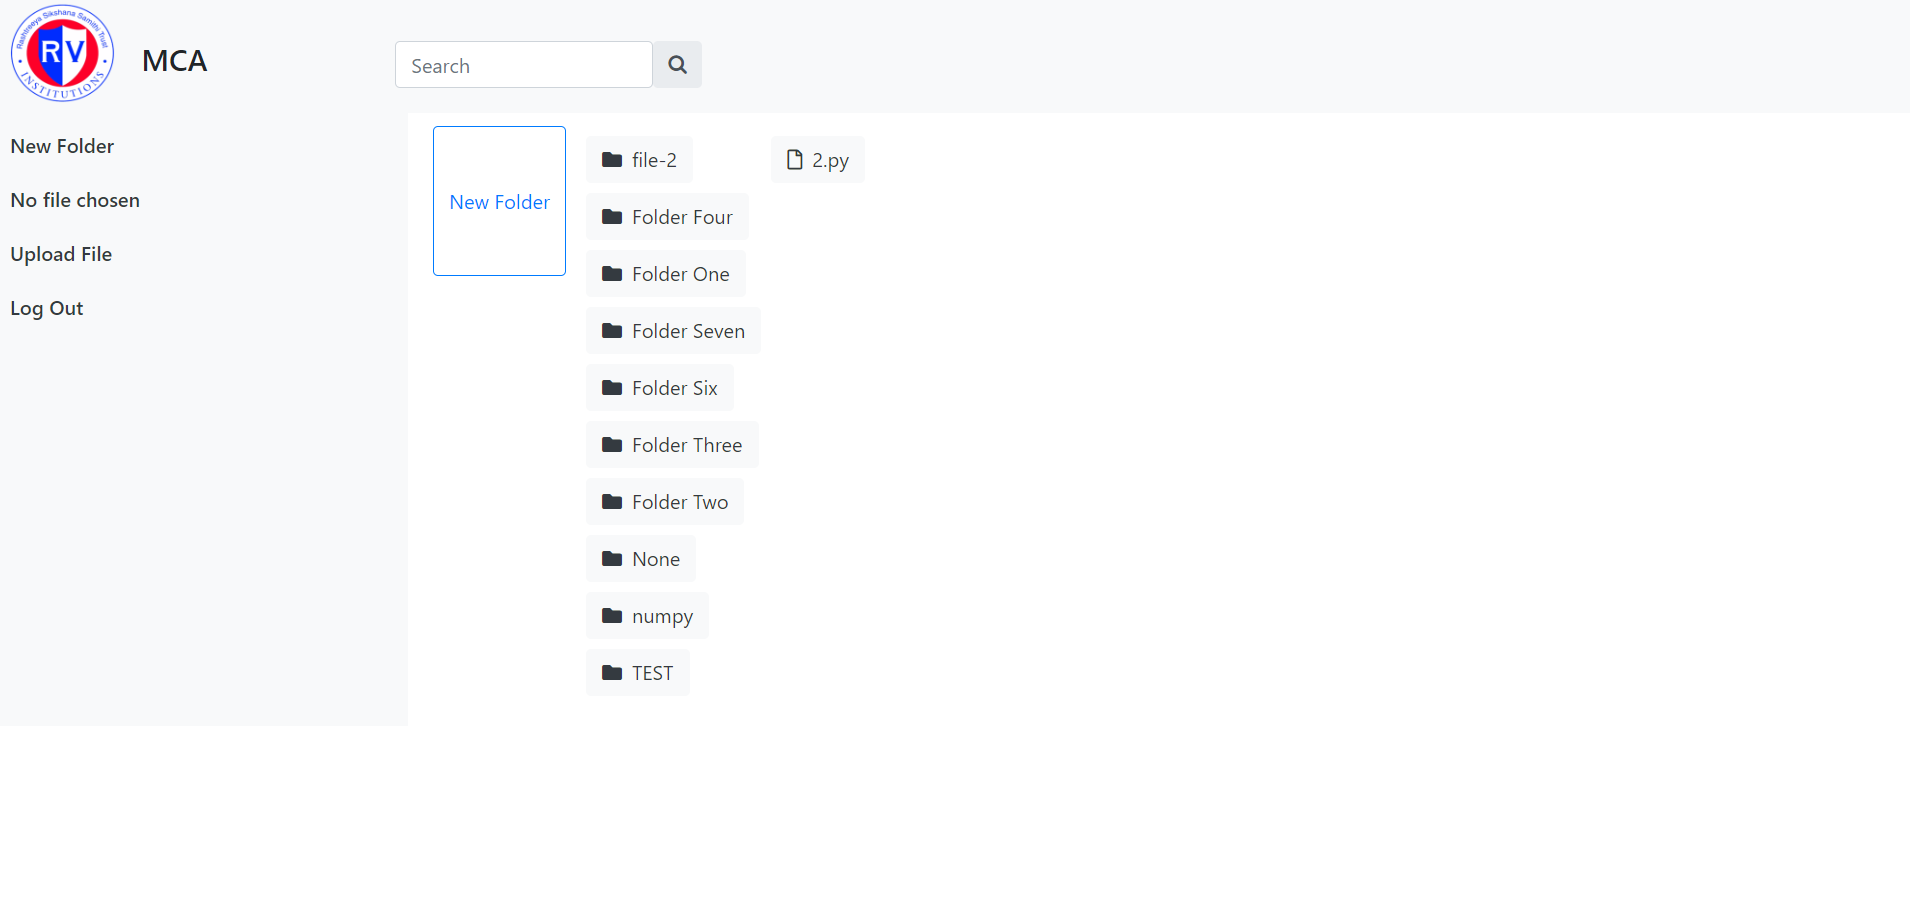 Rashtreeya Sikshana Samithi Trust
RV
INSTITUTIONS
MCA
Search
New Folder
No file chosen
Upload File
Log Out
New Folder
file-2
Folder Four
Folder One
Folder Seven
Folder Six
Folder Three
Folder Two
None
numpy
TEST
2.py